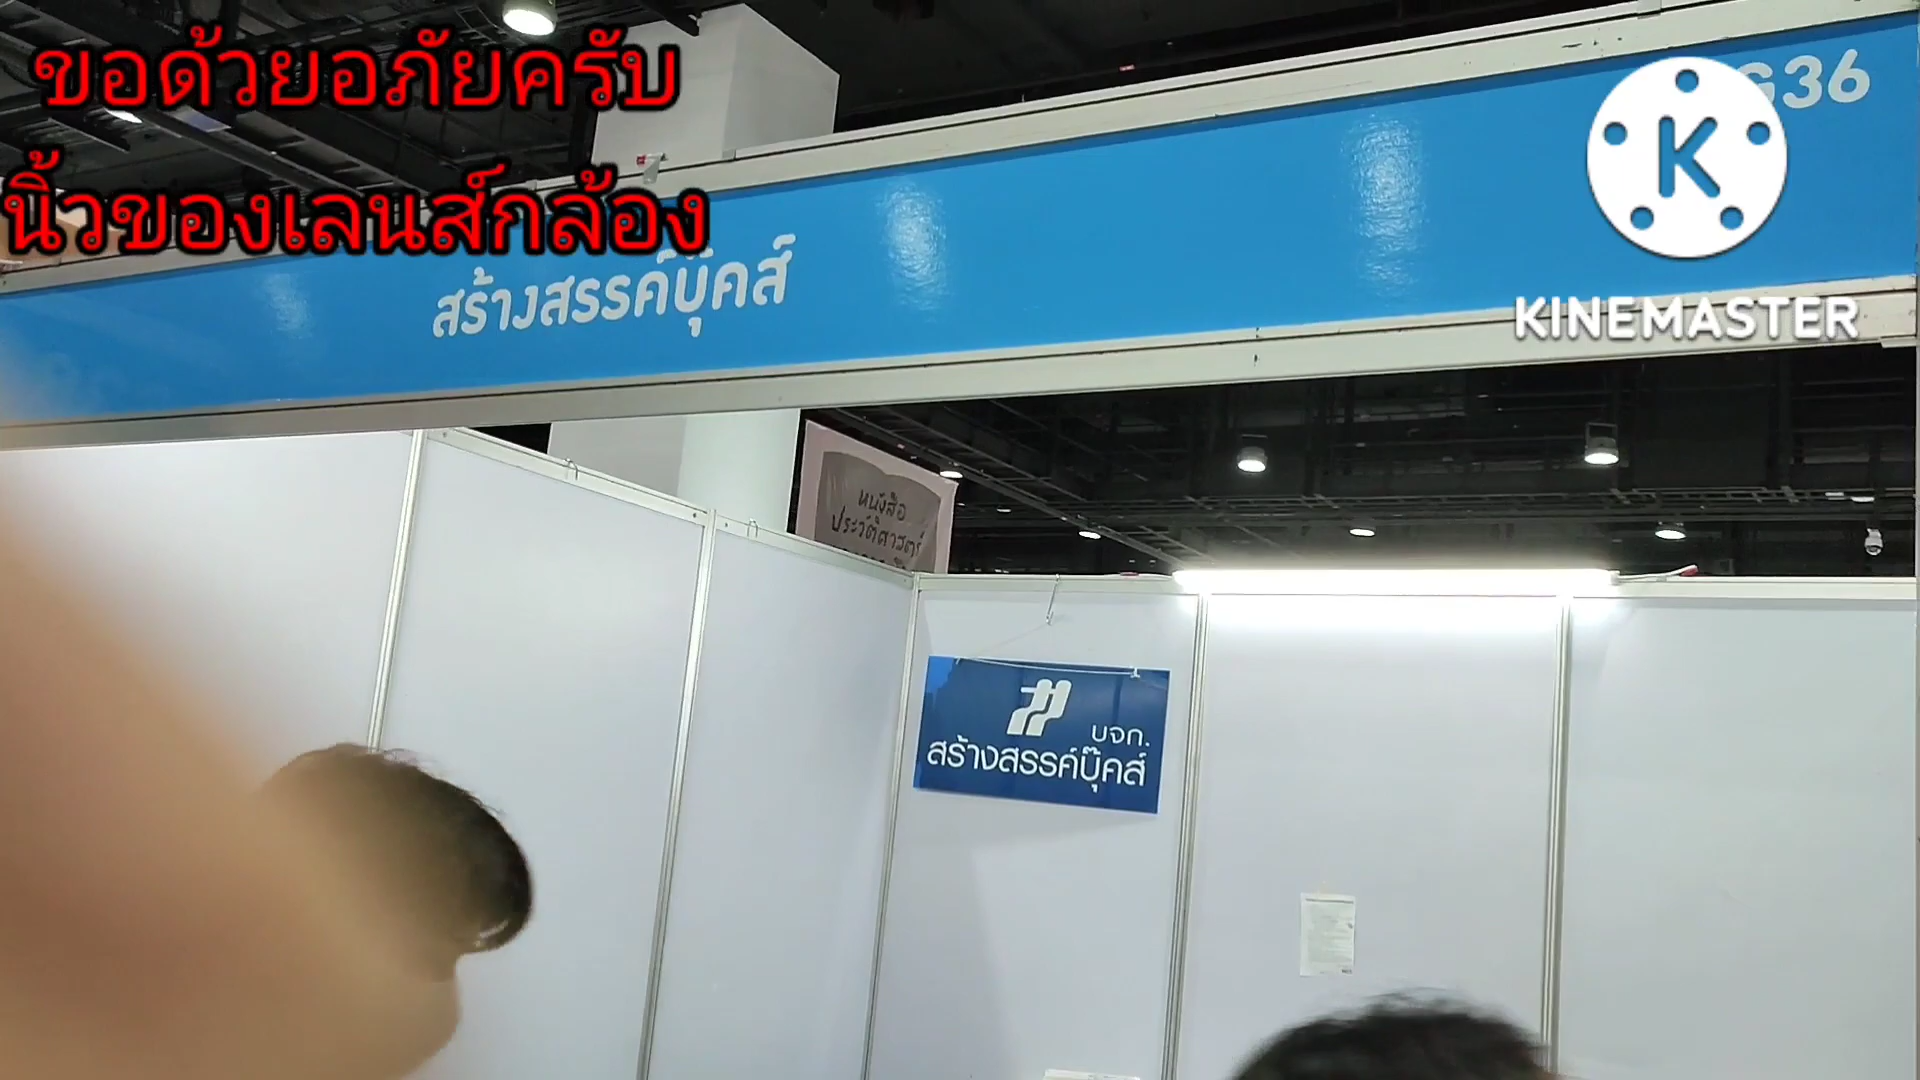 ขอด้วยอภัยครับ
นิ้วของเลนส์กล้อง
G36
KINEMASTER
สร้างสรรค์บุ๊คส์
หนังสือ
ประวัติศาสตร์
บจก.
สร้างสรรค์บุ๊คส์